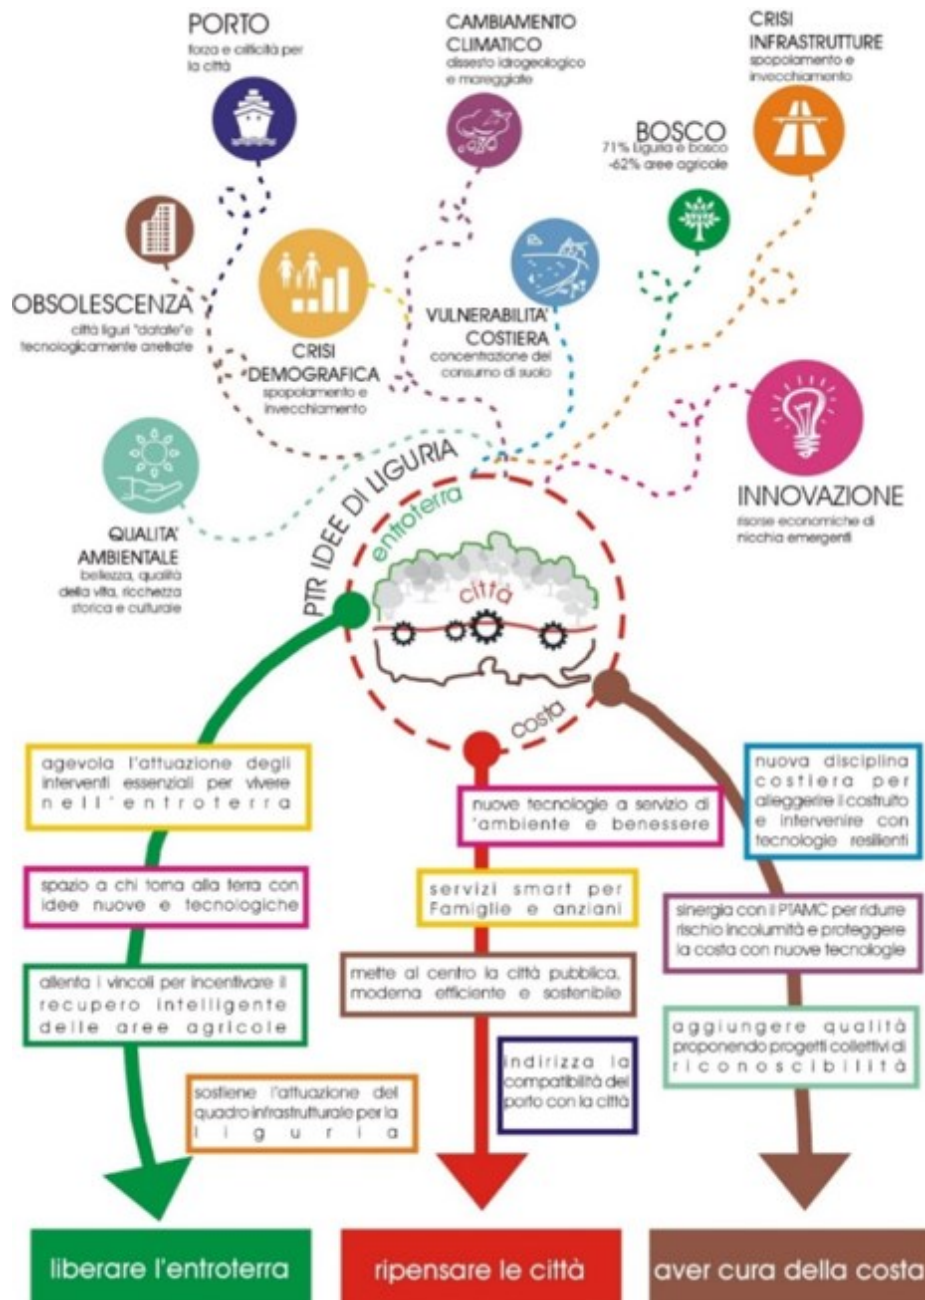 PORTO
forza e criticità per
la città
CAMBIAMENTO
CLIMATICO
dissesto idrogeologico
e mareggiate
CRISI
INFRASTRUTTURE
spopolamento e
invecchiamento
BOSCO
71% Liguria è bosco
-62% aree agricole
OBSOLESCENZA
città liguri "datate"e
tecnologicamente arretrate
CRISI
DEMOGRAFICA
spopolamento e
invecchiamento
VULNERABILITA'
COSTIERA
concentrazione del
consumo di suolo
INNOVAZIONE
risorse economiche di
nicchia emergenti
QUALITA'
AMBIENTALE
bellezza, qualità
della vita, ricchezza
storica e culturale
PTR IDEE DI LIGURIA
entroterra
città
costa
agevola l'attuazione degli
interventi essenziali per vivere
nell'entroterra
spazio a chi torna alla terra con
idee nuove e tecnologiche
allenta i vincoli per incentivare il
recupero intelligente
delle aree agricole
sostiene l'attuazione del
quadro infrastrutturale per la
liguria
nuove tecnologie a servizio di
'ambiente e benessere
servizi smart per
Famiglie e anziani
mette al centro la città pubblica,
moderna efficiente e sostenibile
indirizza la
compatibilità del
porto con la città
nuova disciplina
costiera per
alleggerire il costruito
e intervenire con
tecnologie resilienti
sinergia con il PTAMC per ridurre
rischio incolumità e proteggere
la costa con nuove tecnologie
aggiungere qualità
proponendo progetti collettivi di
riconoscibilità
liberare l'entroterra
ripensare le città
aver cura della costa